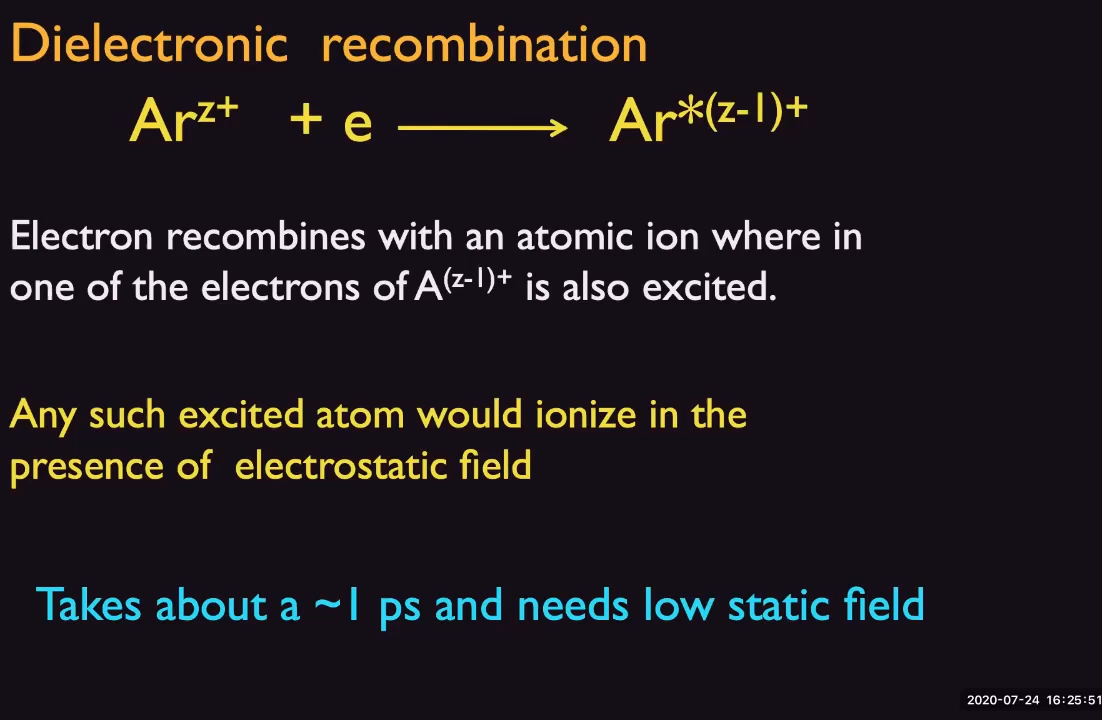 Dielectronic recombination
Ar^z+ + e ⟶ Ar*^(z-1)+
Electron recombines with an atomic ion where in
one of the electrons of A^(z-1)+ is also excited.
Any such excited atom would ionize in the
presence of electrostatic field
Takes about a ~1 ps and needs low static field
2020-07-24 16:25:51